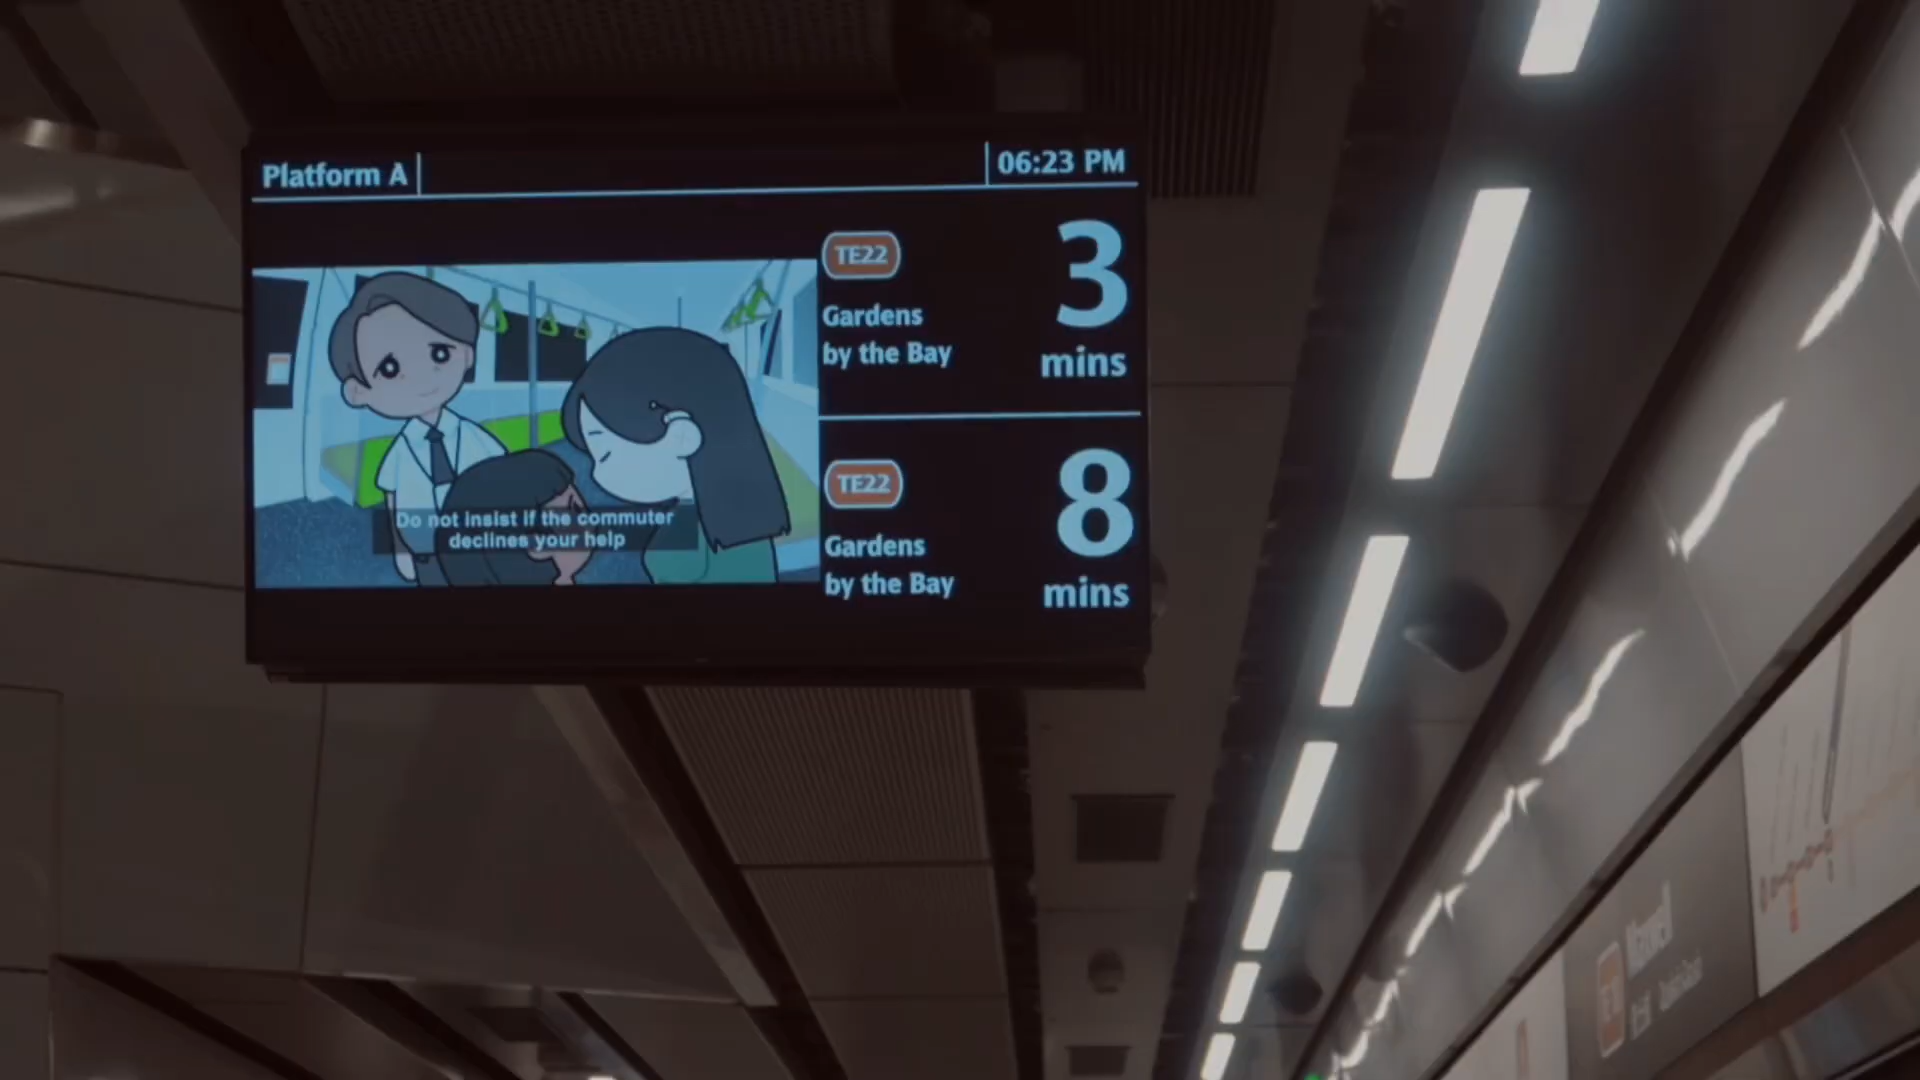 Platform A
06:23 PM
TE22
3
Gardens
by the Bay
mins
Do not insist if the commuter
declines your help
TE22
8
Gardens
by the Bay
mins